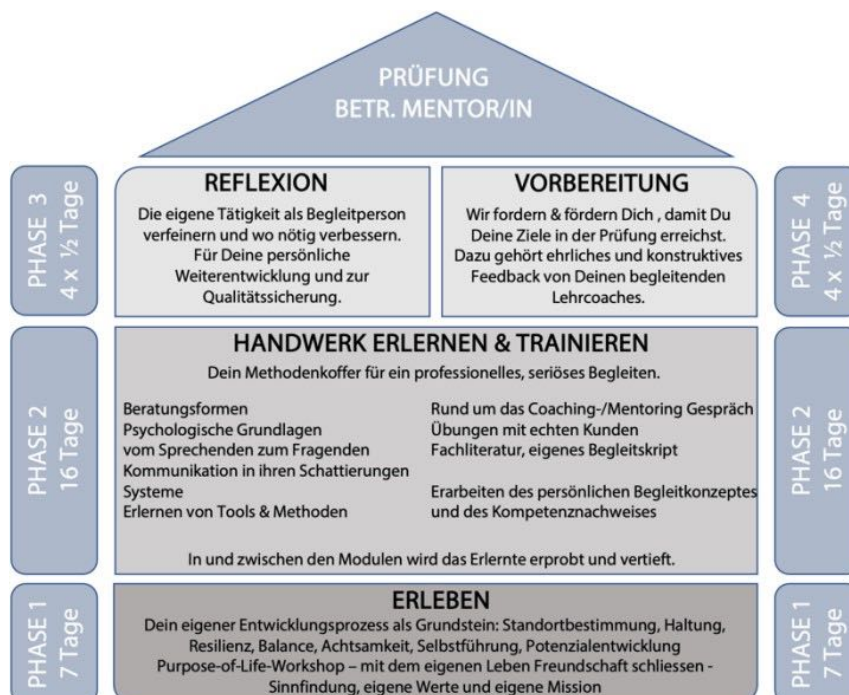 PRÜFUNG
BETR. MENTOR/IN
PHASE 3
4 x ½ Tage
REFLEXION
Die eigene Tätigkeit als Begleitperson
verfeinern und wo nötig verbessern.
Für Deine persönliche
Weiterentwicklung und zur
Qualitätssicherung.
VORBEREITUNG
Wir fordern & fördern Dich , damit Du
Deine Ziele in der Prüfung erreichst.
Dazu gehört ehrliches und konstruktives
Feedback von Deinen begleitenden
Lehrcoaches.
PHASE 4
4 x ½ Tage
PHASE 2
16 Tage
HANDWERK ERLERNEN & TRAINIEREN
Dein Methodenkoffer für ein professionelles, seriöses Begleiten.
Beratungsformen
Psychologische Grundlagen
vom Sprechenden zum Fragenden
Kommunikation in ihren Schattierungen
Systeme
Erlernen von Tools & Methoden
Rund um das Coaching-/Mentoring Gespräch
Übungen mit echten Kunden
Fachliteratur, eigenes Begleitskript
Erarbeiten des persönlichen Begleitkonzeptes
und des Kompetenznachweises
In und zwischen den Modulen wird das Erlernte erprobt und vertieft.
PHASE 2
16 Tage
PHASE 1
7 Tage
ERLEBEN
Dein eigener Entwicklungsprozess als Grundstein: Standortbestimmung, Haltung,
Resilienz, Balance, Achtsamkeit, Selbstführung, Potenzialentwicklung
Purpose-of-Life-Workshop – mit dem eigenen Leben Freundschaft schliessen -
Sinnfindung, eigene Werte und eigene Mission
PHASE 1
7 Tage